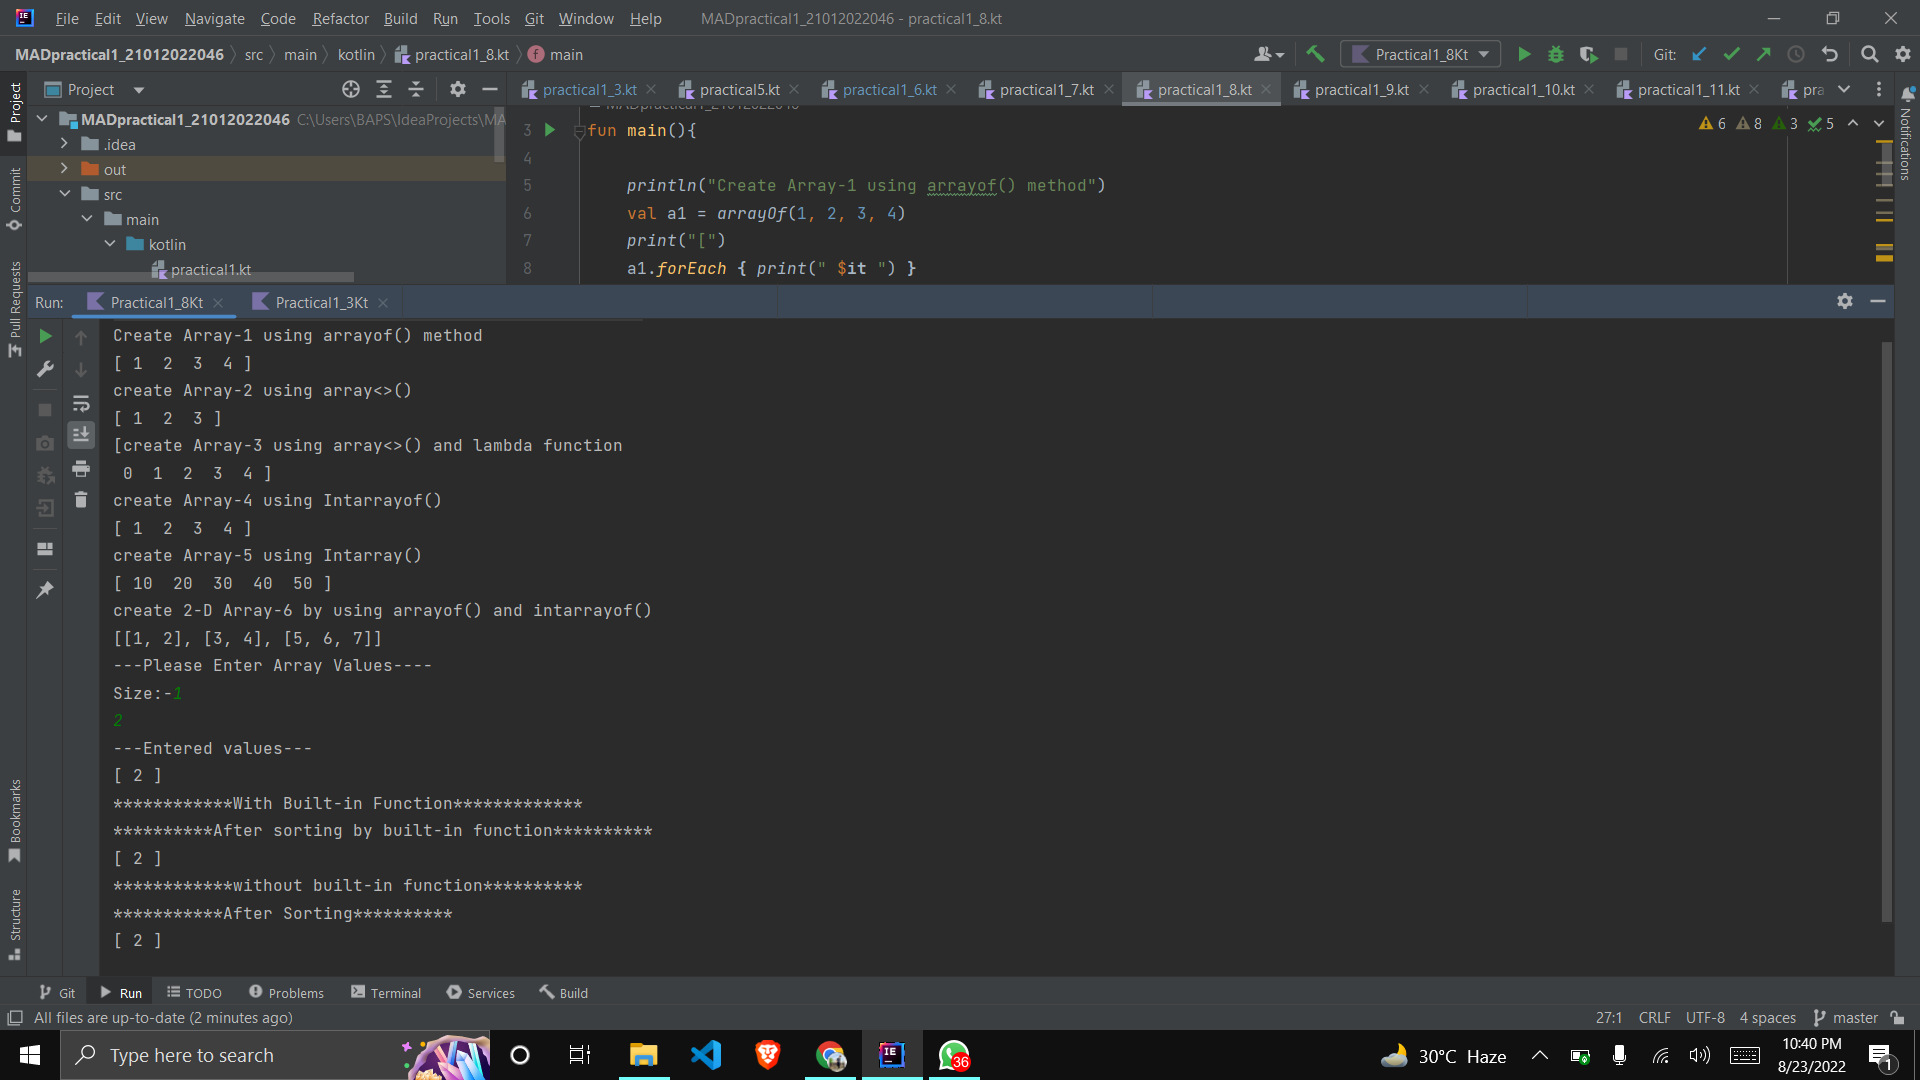 File Edit View Navigate Code Refactor Build Run Tools Git Window Help MADpractical1_21012022046 - practical1_8.kt
MADpractical1_21012022046 src main kotlin practical1_8.kt main Practical1_8Kt Git:
Project practical1_3.kt practical5.kt practical1_6.kt practical1_7.kt practical1_8.kt practical1_9.kt practical1_10.kt practical1_11.kt pra
MADpractical1_21012022046 C:\Users\BAPS\IdeaProjects\MA
.idea
out
src
main
kotlin
practical1.kt
6 8 3 5
3 fun main(){
4
5 println("Create Array-1 using arrayof() method")
6 val a1 = arrayOf(1, 2, 3, 4)
7 print("[")
8 a1.forEach { print(" $it ") }
Run: Practical1_8Kt Practical1_3Kt
Create Array-1 using arrayof() method
[ 1  2  3  4 ]
create Array-2 using array<>()
[ 1  2  3 ]
[create Array-3 using array<>() and lambda function
 0  1  2  3  4 ]
create Array-4 using Intarrayof()
[ 1  2  3  4 ]
create Array-5 using Intarray()
[ 10  20  30  40  50 ]
create 2-D Array-6 by using arrayof() and intarrayof()
[[1, 2], [3, 4], [5, 6, 7]]
---Please Enter Array Values----
Size:-1
2
---Entered values---
[ 2 ]
************With Built-in Function*************
**********After sorting by built-in function**********
[ 2 ]
************without built-in function**********
***********After Sorting**********
[ 2 ]
Project
Commit
Pull Requests
Bookmarks
Structure
Notifications
Git Run TODO Problems Terminal Services Build
All files are up-to-date (2 minutes ago) 27:1 CRLF UTF-8 4 spaces master
Type here to search 36 30°C Haze 10:40 PM
8/23/2022 1